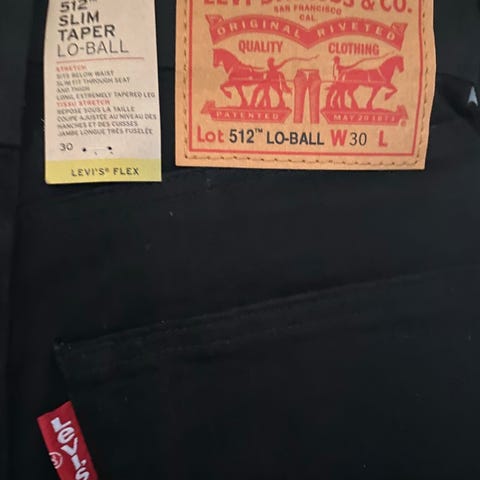 512™
SLIM
TAPER
LO-BALL
STRETCH
SITS BELOW WAIST
SLIM FIT THROUGH SEAT
AND THIGH
LONG, EXTREMELY TAPERED LEG
TISSU STRETCH
REPOSE SOUS LA TAILLE
COUPE AJUSTÉE AU NIVEAU DES
HANCHES ET DES CUISSES
JAMBE LONGUE TRÈS FUSELÉE
30
LEVI'S® FLEX
& CO.
SAN FRANCISCO
CAL.
ORIGINAL RIVETED
QUALITY CLOTHING
PATENTED MAY 20 1873
Lot 512™ LO-BALL W 30 L
Levi's
®